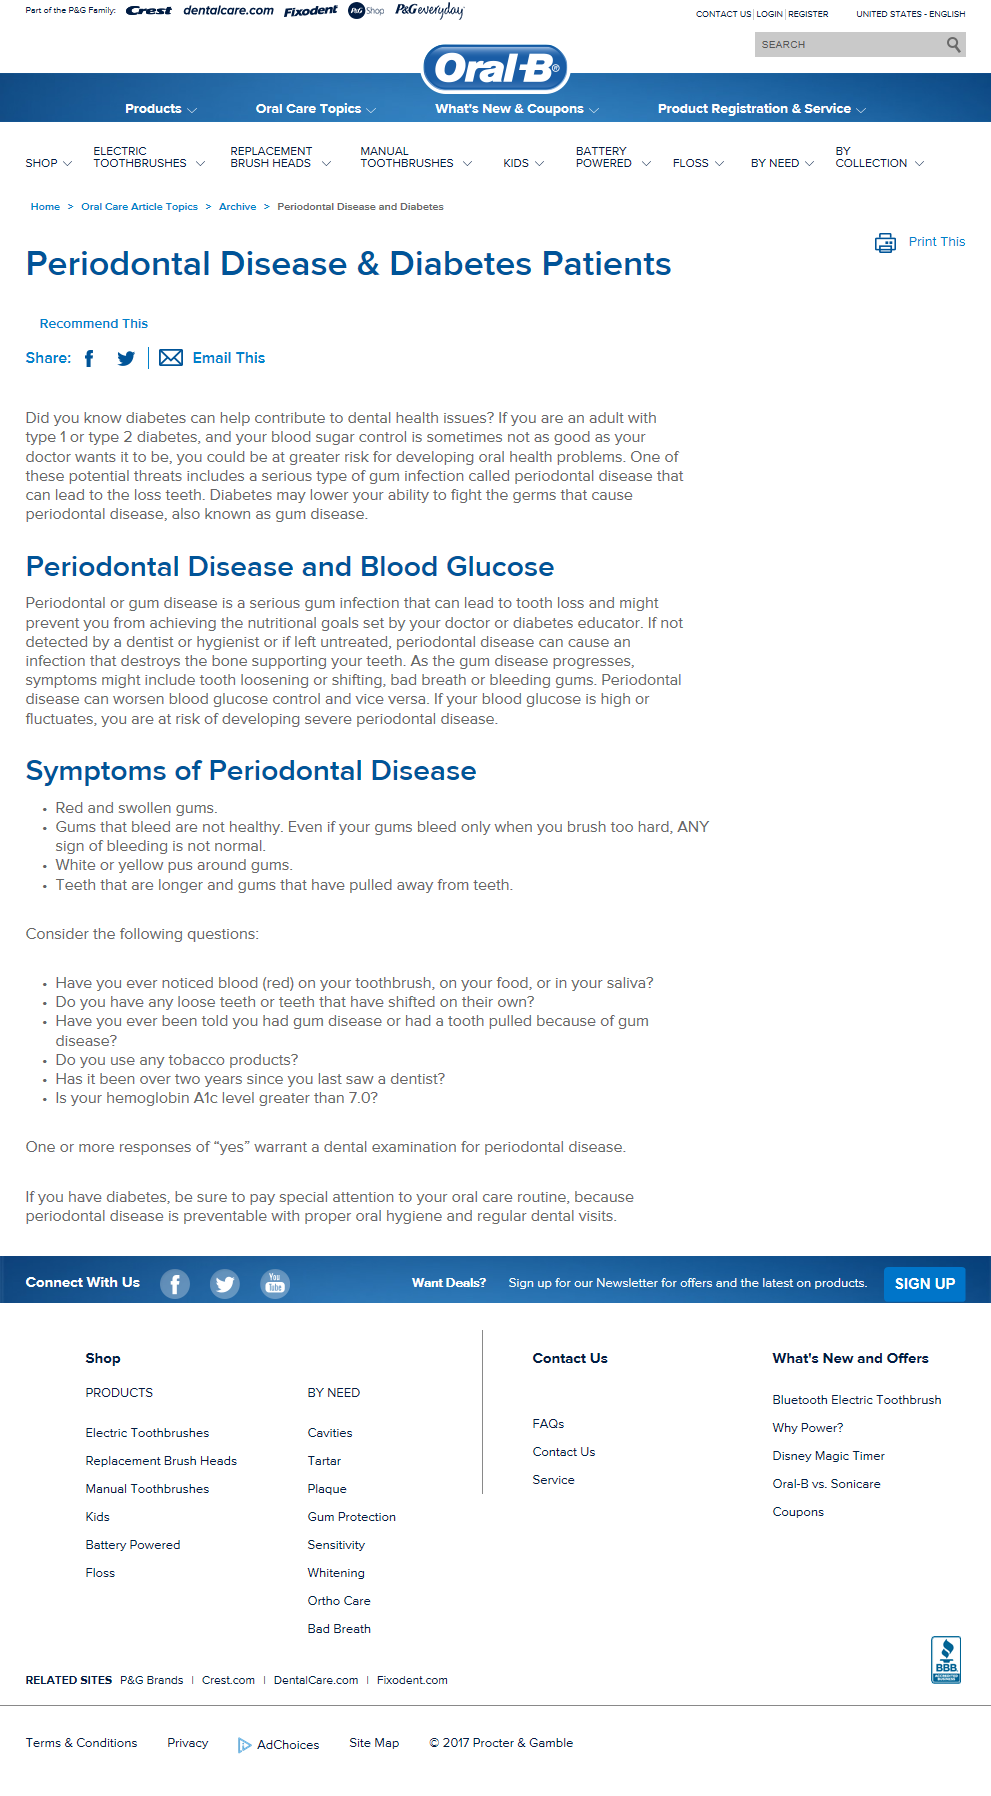 Part of the P&G Family: Crest dentalcare.com Fixodent P&G Shop P&G everyday
CONTACT US | LOGIN | REGISTER UNITED STATES - ENGLISH
SEARCH
Oral-B®
Products Oral Care Topics What's New & Coupons Product Registration & Service
SHOP ELECTRIC TOOTHBRUSHES REPLACEMENT BRUSH HEADS MANUAL TOOTHBRUSHES KIDS BATTERY POWERED FLOSS BY NEED BY COLLECTION
Home > Oral Care Article Topics > Archive > Periodontal Disease and Diabetes
Print This
Periodontal Disease & Diabetes Patients
Recommend This
Share: Email This
Did you know diabetes can help contribute to dental health issues? If you are an adult with
type 1 or type 2 diabetes, and your blood sugar control is sometimes not as good as your
doctor wants it to be, you could be at greater risk for developing oral health problems. One of
these potential threats includes a serious type of gum infection called periodontal disease that
can lead to the loss teeth. Diabetes may lower your ability to fight the germs that cause
periodontal disease, also known as gum disease.
Periodontal Disease and Blood Glucose
Periodontal or gum disease is a serious gum infection that can lead to tooth loss and might
prevent you from achieving the nutritional goals set by your doctor or diabetes educator. If not
detected by a dentist or hygienist or if left untreated, periodontal disease can cause an
infection that destroys the bone supporting your teeth. As the gum disease progresses,
symptoms might include tooth loosening or shifting, bad breath or bleeding gums. Periodontal
disease can worsen blood glucose control and vice versa. If your blood glucose is high or
fluctuates, you are at risk of developing severe periodontal disease.
Symptoms of Periodontal Disease
• Red and swollen gums.
• Gums that bleed are not healthy. Even if your gums bleed only when you brush too hard, ANY
sign of bleeding is not normal.
• White or yellow pus around gums.
• Teeth that are longer and gums that have pulled away from teeth.
Consider the following questions:
• Have you ever noticed blood (red) on your toothbrush, on your food, or in your saliva?
• Do you have any loose teeth or teeth that have shifted on their own?
• Have you ever been told you had gum disease or had a tooth pulled because of gum
disease?
• Do you use any tobacco products?
• Has it been over two years since you last saw a dentist?
• Is your hemoglobin A1c level greater than 7.0?
One or more responses of “yes” warrant a dental examination for periodontal disease.
If you have diabetes, be sure to pay special attention to your oral care routine, because
periodontal disease is preventable with proper oral hygiene and regular dental visits.
Connect With Us You Tube Want Deals? Sign up for our Newsletter for offers and the latest on products. SIGN UP
Shop
PRODUCTS
Electric Toothbrushes
Replacement Brush Heads
Manual Toothbrushes
Kids
Battery Powered
Floss
BY NEED
Cavities
Tartar
Plaque
Gum Protection
Sensitivity
Whitening
Ortho Care
Bad Breath
Contact Us
FAQs
Contact Us
Service
What's New and Offers
Bluetooth Electric Toothbrush
Why Power?
Disney Magic Timer
Oral-B vs. Sonicare
Coupons
BBB
RELATED SITES P&G Brands | Crest.com | DentalCare.com | Fixodent.com
Terms & Conditions Privacy AdChoices Site Map © 2017 Procter & Gamble